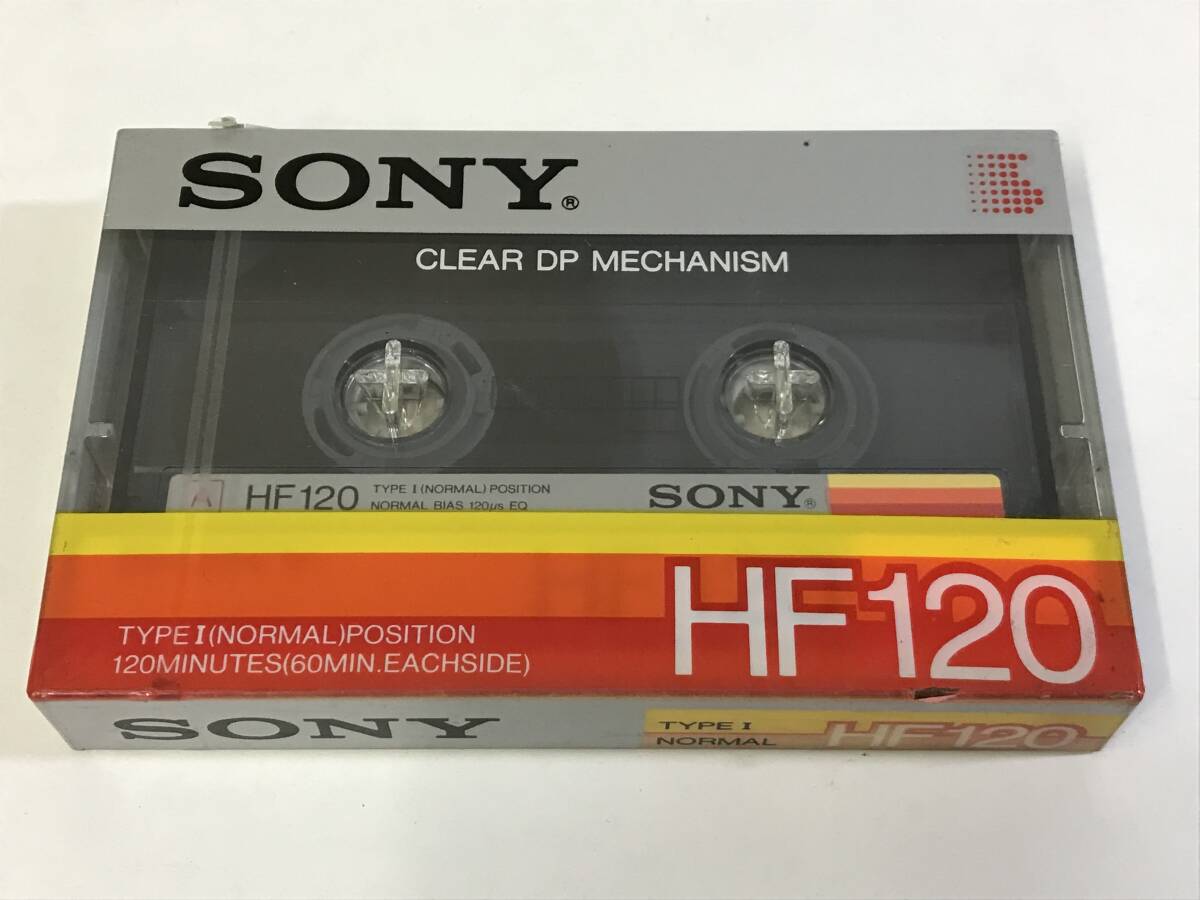 SONY®
CLEAR DP MECHANISM
A HF120 TYPE I (NORMAL) POSITION SONY®
NORMAL BIAS 120µs EQ
HF120
TYPE I (NORMAL) POSITION
120MINUTES(60MIN.EACHSIDE)
SONY TYPE I HF120
NORMAL